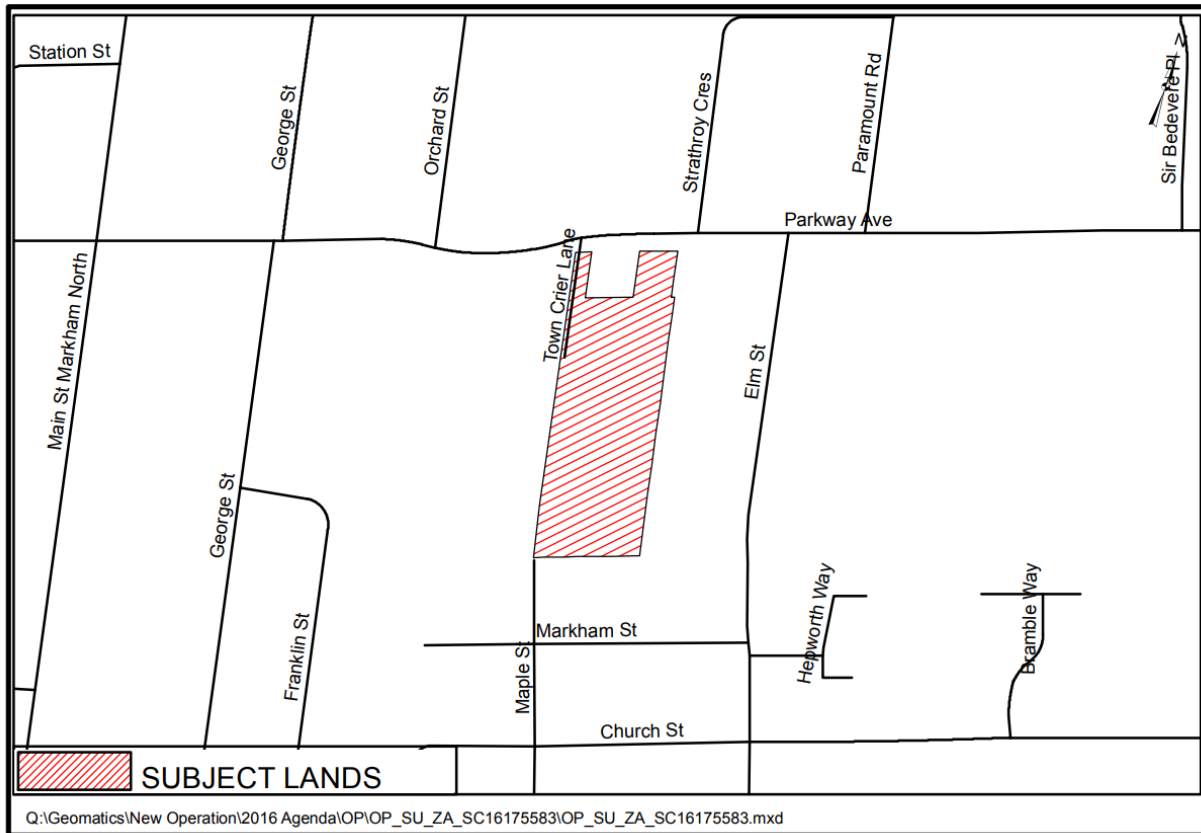 Station St
George St
Orchard St
Strathroy Cres
Paramount Rd
Sir Bedevere Pl
Z
Parkway Ave
Main St Markham North
Town Crier Lane
Elm St
George St
Franklin St
Markham St
Maple St
Hepworth Way
Bramble Way
Church St
SUBJECT LANDS
Q:\Geomatics\New Operation\2016 Agenda\OP\OP_SU_ZA_SC16175583\OP_SU_ZA_SC16175583.mxd